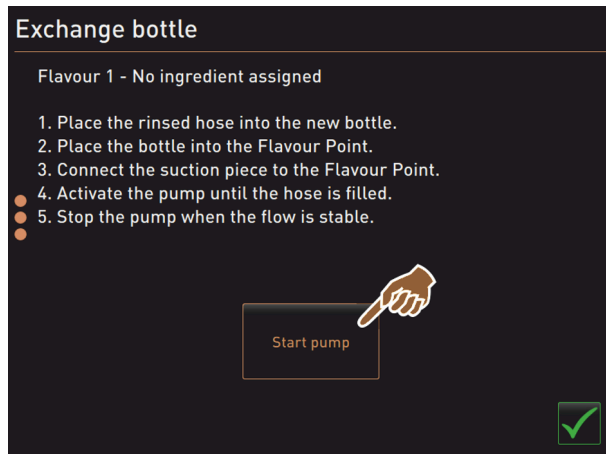 Exchange bottle
Flavour 1 - No ingredient assigned
1. Place the rinsed hose into the new bottle.
2. Place the bottle into the Flavour Point.
3. Connect the suction piece to the Flavour Point.
4. Activate the pump until the hose is filled.
5. Stop the pump when the flow is stable.
Start pump